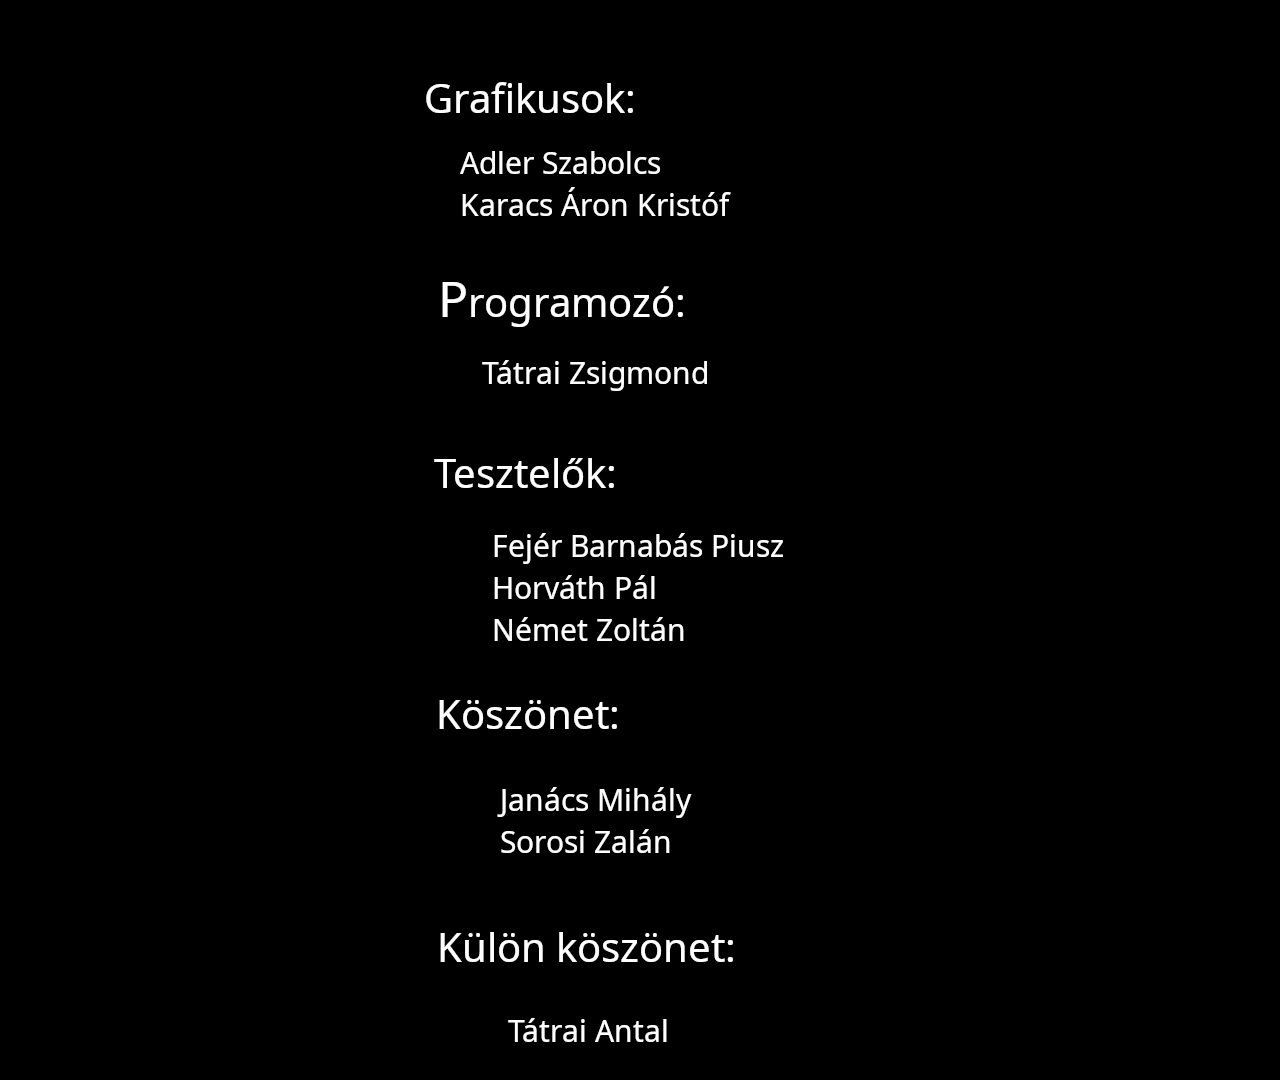 Grafikusok:
Adler Szabolcs
Karacs Áron Kristóf
Programozó:
Tátrai Zsigmond
Tesztelők:
Fejér Barnabás Piusz
Horváth Pál
Német Zoltán
Köszönet:
Janács Mihály
Sorosi Zalán
Külön köszönet:
Tátrai Antal